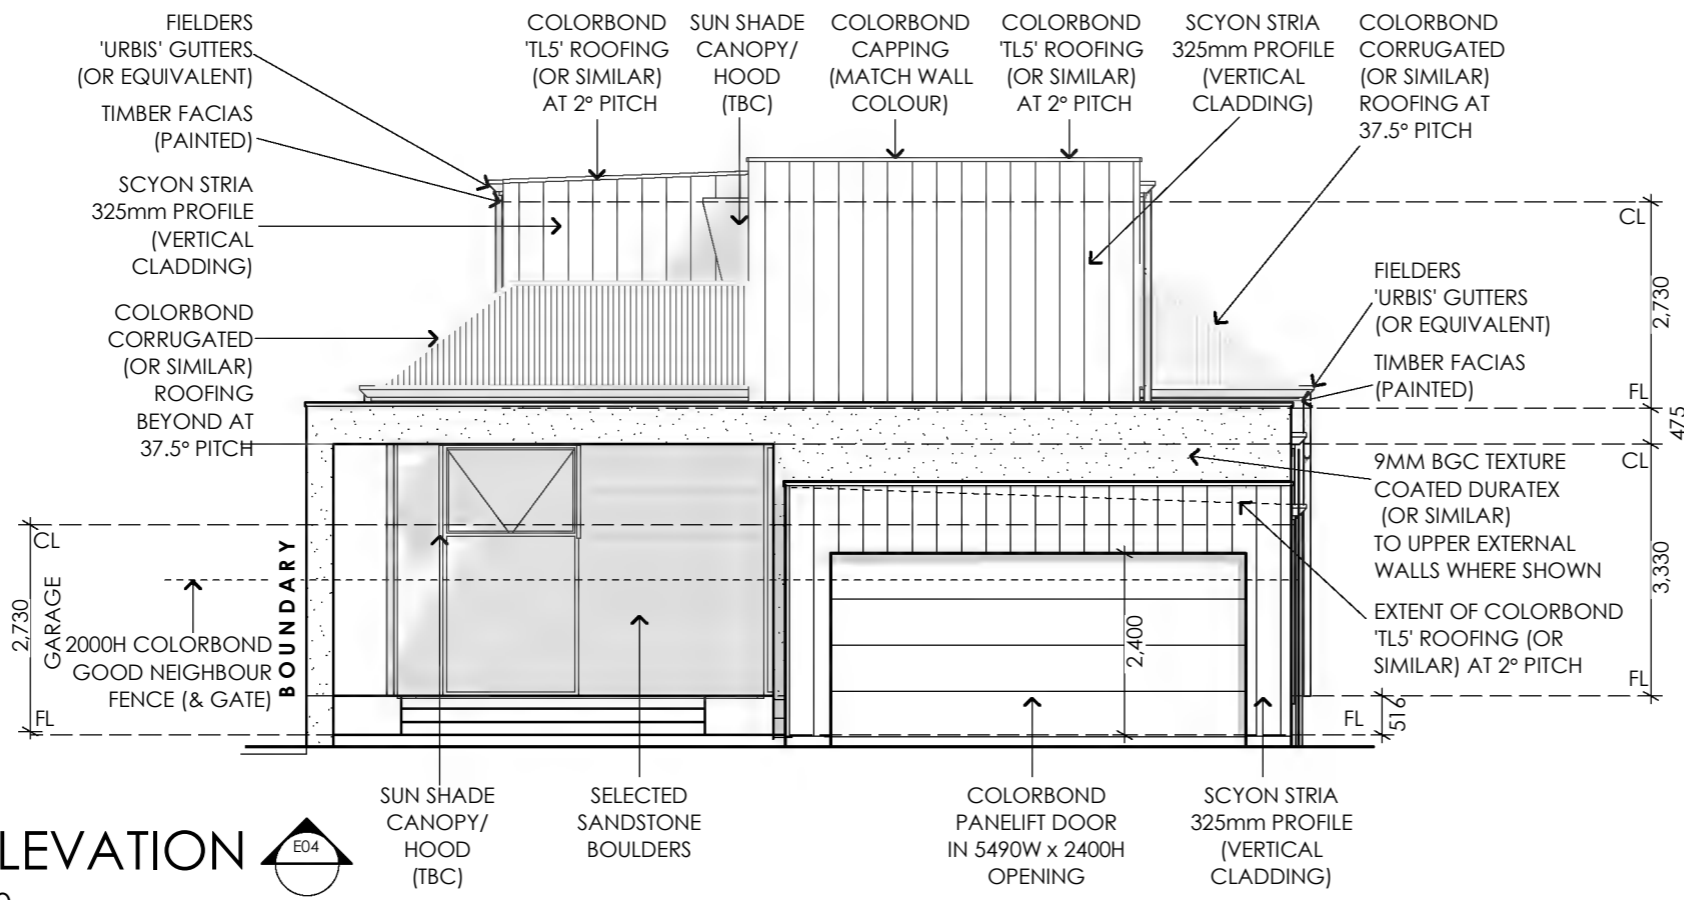 FIELDERS
'URBIS' GUTTERS
(OR EQUIVALENT)
TIMBER FACIAS
(PAINTED)
SCYON STRIA
325mm PROFILE
(VERTICAL
CLADDING)
COLORBOND
CORRUGATED
(OR SIMILAR)
ROOFING
BEYOND AT
37.5° PITCH
COLORBOND
'TL5' ROOFING
(OR SIMILAR)
AT 2° PITCH
SUN SHADE
CANOPY/
HOOD
(TBC)
COLORBOND
CAPPING
(MATCH WALL
COLOUR)
COLORBOND
'TL5' ROOFING
(OR SIMILAR)
AT 2° PITCH
SCYON STRIA
325mm PROFILE
(VERTICAL
CLADDING)
COLORBOND
CORRUGATED
(OR SIMILAR)
ROOFING AT
37.5° PITCH
CL
2,730
FL
475
CL
3,330
FL
FL
516
FIELDERS
'URBIS' GUTTERS
(OR EQUIVALENT)
TIMBER FACIAS
(PAINTED)
9MM BGC TEXTURE
COATED DURATEX
(OR SIMILAR)
TO UPPER EXTERNAL
WALLS WHERE SHOWN
EXTENT OF COLORBOND
'TL5' ROOFING (OR
SIMILAR) AT 2° PITCH
CL
2,730
GARAGE
FL
2000H COLORBOND
GOOD NEIGHBOUR
FENCE (& GATE)
BOUNDARY
2,400
SUN SHADE
CANOPY/
HOOD
(TBC)
SELECTED
SANDSTONE
BOULDERS
COLORBOND
PANELIFT DOOR
IN 5490W x 2400H
OPENING
SCYON STRIA
325mm PROFILE
(VERTICAL
CLADDING)
LEVATION
E04